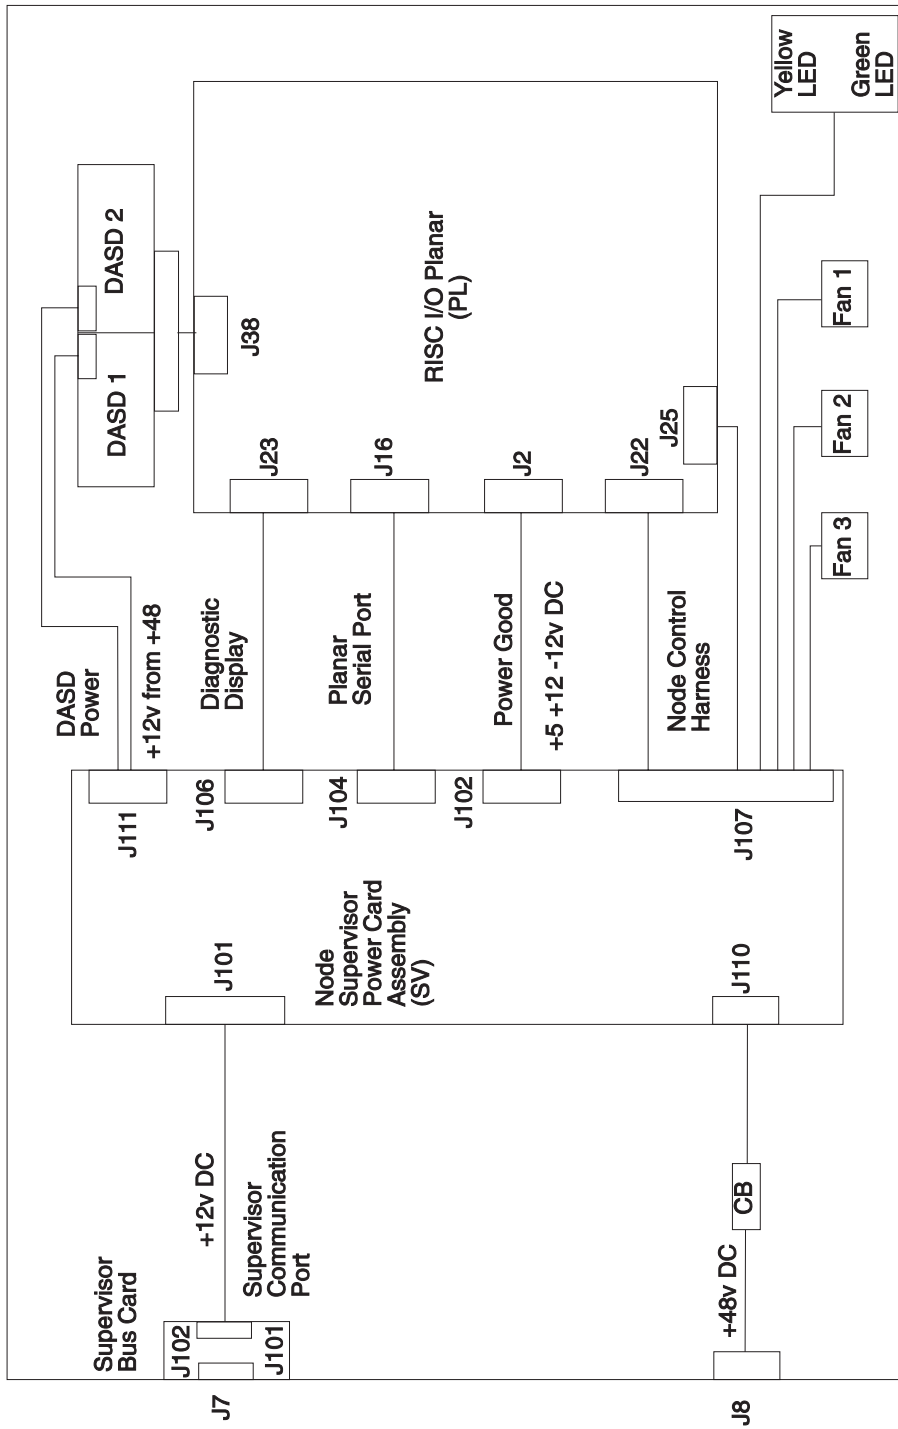 Yellow
LED
Green
LED
DASD 1
DASD 2
J38
RISC I/O Planar
(PL)
J23
J16
J2
J22
J25
Fan 1
Fan 2
Fan 3
DASD
Power
+12v from +48
Diagnostic
Display
Planar
Serial Port
Power Good
+5 +12 -12v DC
Node Control
Harness
J111
J106
J104
J102
J107
Node
Supervisor
Power Card
Assembly
(SV)
J101
J110
+12v DC
Supervisor
Communication
Port
CB
+48v DC
Supervisor
Bus Card
J102
J101
J7
J8